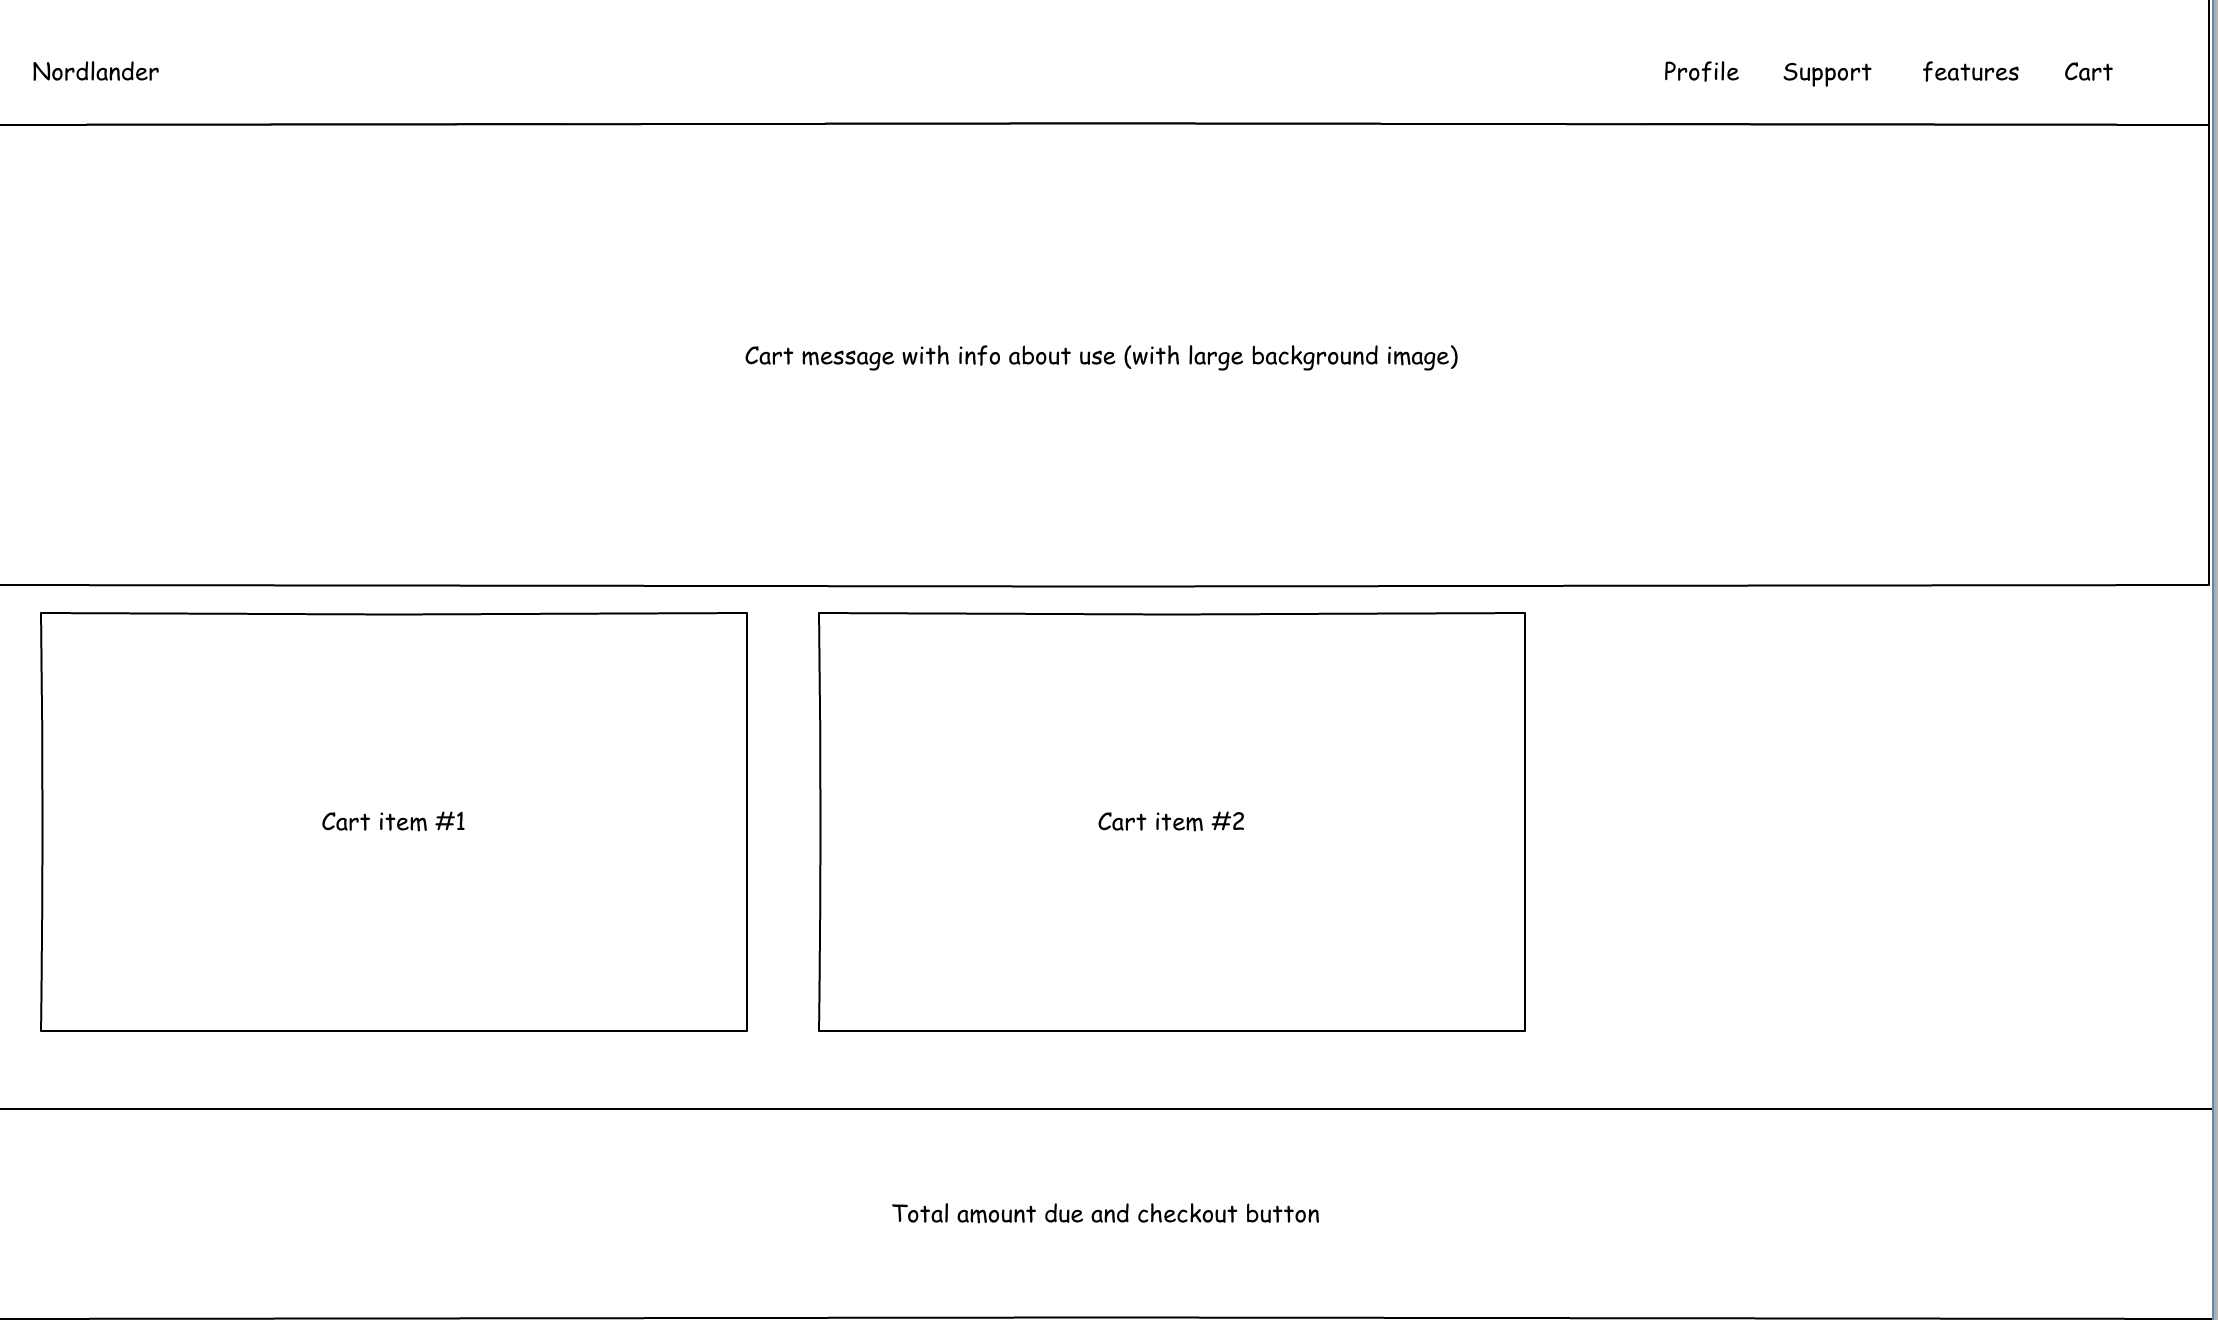 Nordlander Profile Support features Cart
Cart message with info about use (with large background image)
Cart item #1 Cart item #2
Total amount due and checkout button